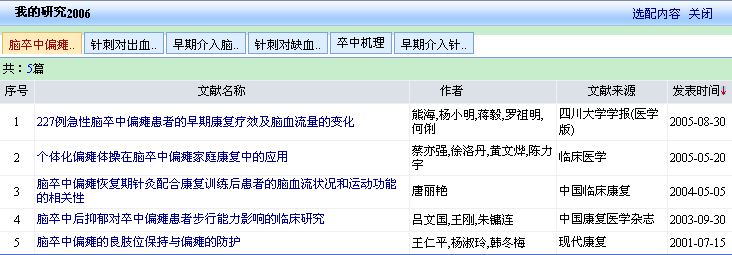 我的研究2006 选配内容 关闭
脑卒中偏瘫.. 针刺对出血.. 早期介入脑.. 针刺对缺血.. 卒中机理 早期介入针..
共：5篇
序号 文献名称 作者 文献来源 发表时间↓
1 227例急性脑卒中偏瘫患者的早期康复疗效及脑血流量的变化 熊海,杨小明,蒋毅,罗祖明,何俐 四川大学学报(医学版) 2005-08-30
2 个体化偏瘫体操在脑卒中偏瘫家庭康复中的应用 蔡亦强,徐洛丹,黄文烨,陈力宇 临床医学 2005-05-20
3 脑卒中偏瘫恢复期针灸配合康复训练后患者的脑血流状况和运动功能的相关性 唐丽艳 中国临床康复 2004-05-05
4 脑卒中后抑郁对卒中偏瘫患者步行能力影响的临床研究 吕文国,王刚,朱镛连 中国康复医学杂志 2003-09-30
5 脑卒中偏瘫的良肢位保持与偏瘫的防护 王仁平,杨淑玲,韩冬梅 现代康复 2001-07-15